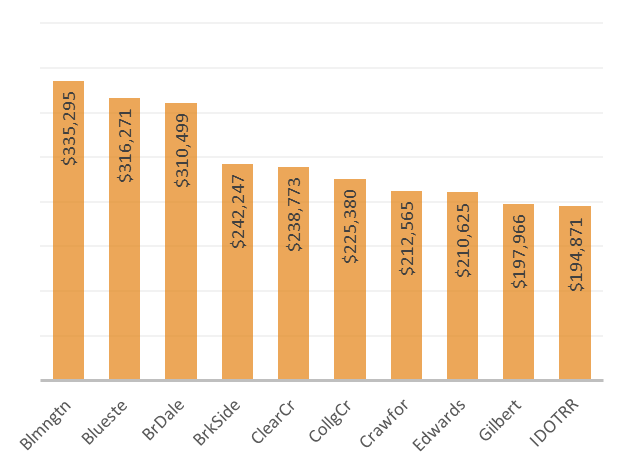 $335,295
$316,271
$310,499
$242,247
$238,773
$225,380
$212,565
$210,625
$197,966
$194,871
Blmngtn
Blueste
BrDale
BrkSide
ClearCr
CollgCr
Crawfor
Edwards
Gilbert
IDOTRR